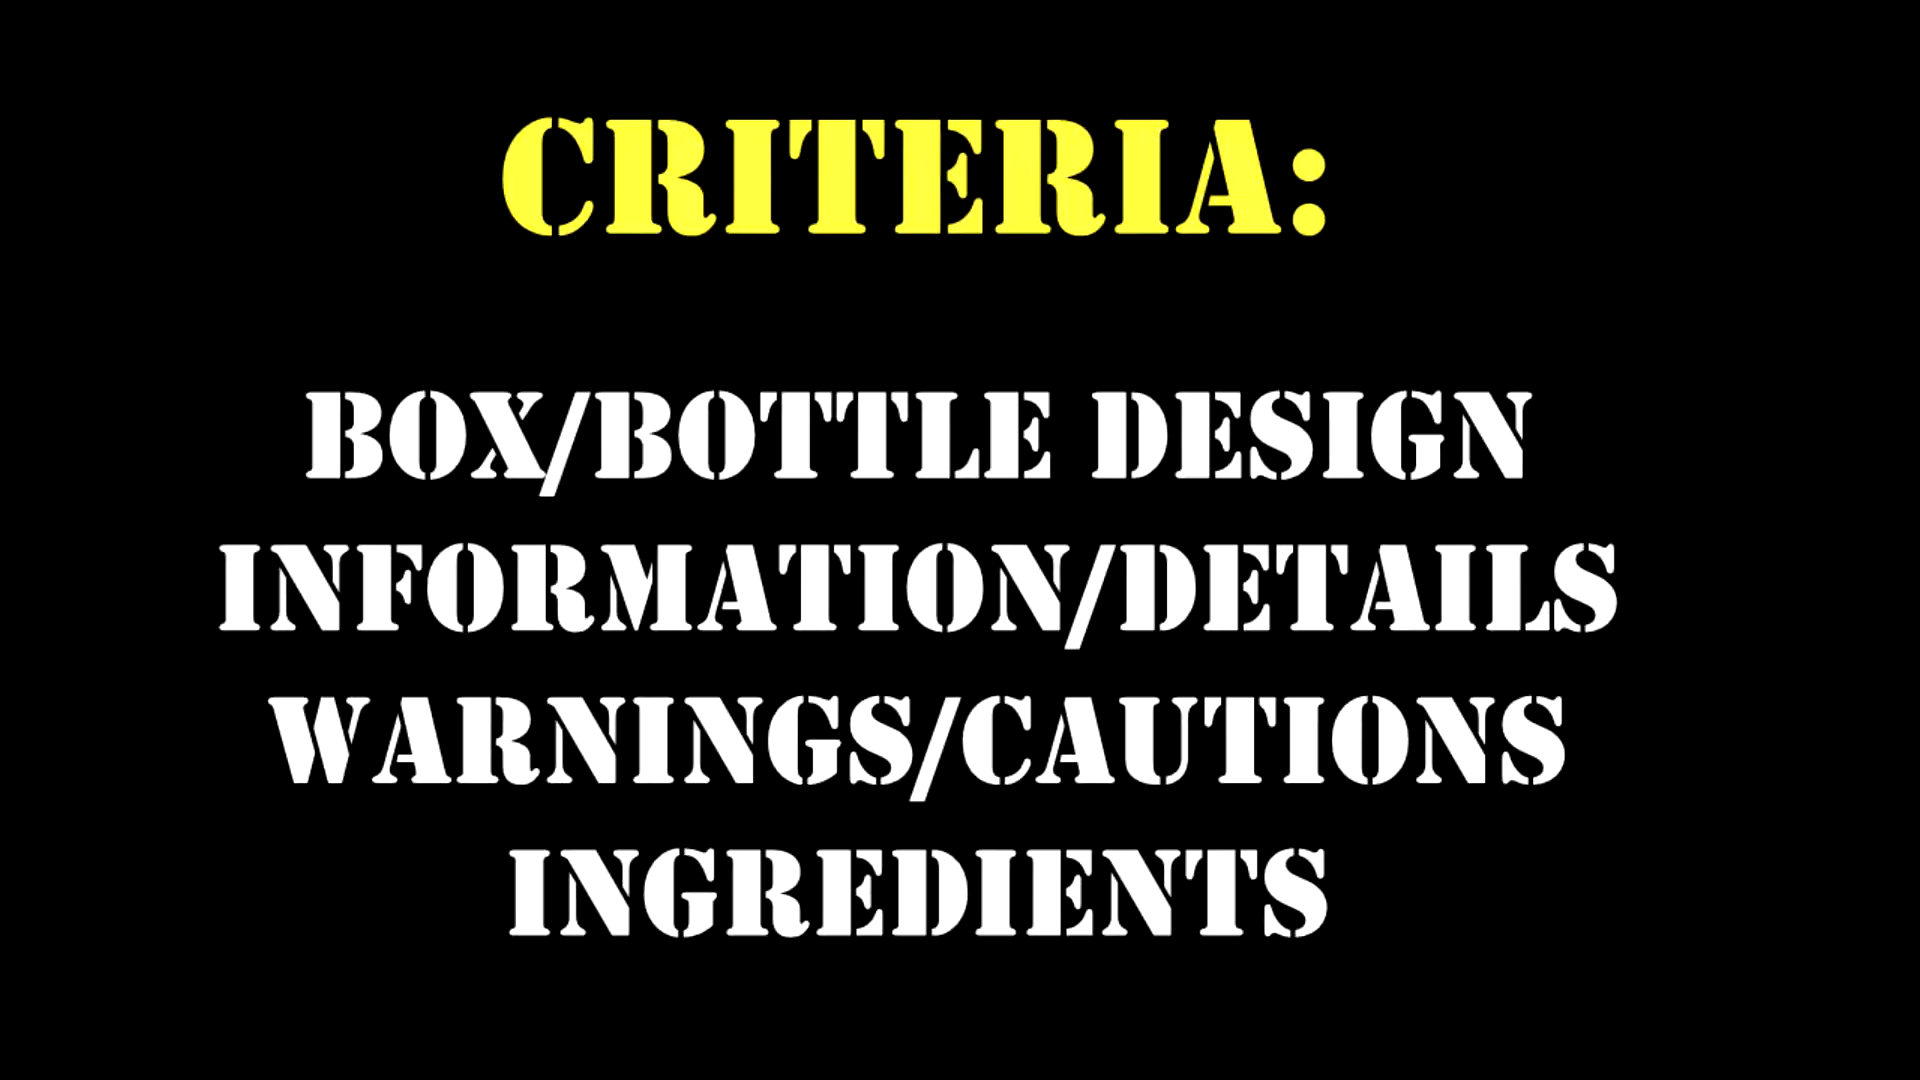 CRITERIA:
BOX/BOTTLE DESIGN
INFORMATION/DETAILS
WARNINGS/CAUTIONS
INGREDIENTS